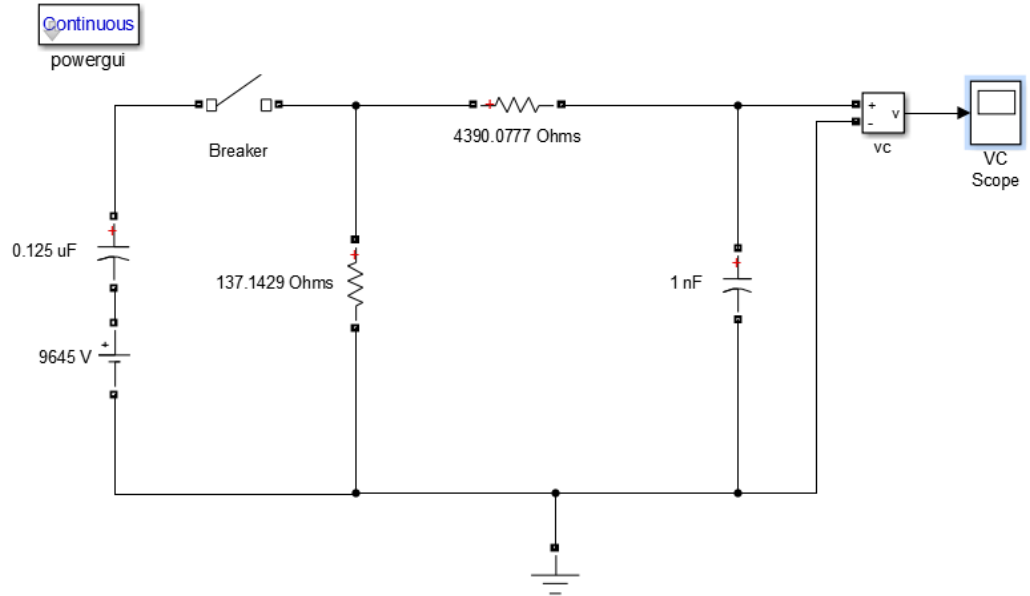 Continuous
powergui
Breaker
4390.0777 Ohms
+
-
v
vc
VC
Scope
0.125 uF
137.1429 Ohms
1 nF
9645 V